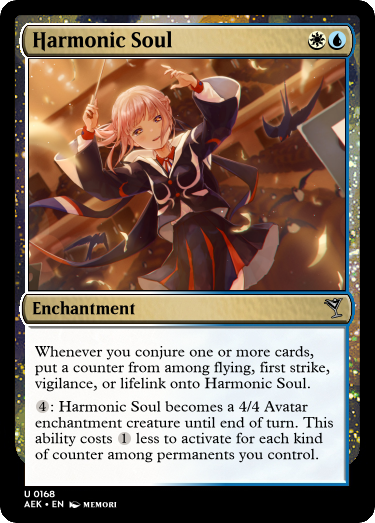 Harmonic Soul
Enchantment
Whenever you conjure one or more cards,
put a counter from among flying, first strike,
vigilance, or lifelink onto Harmonic Soul.
4: Harmonic Soul becomes a 4/4 Avatar
enchantment creature until end of turn. This
ability costs 1 less to activate for each kind
of counter among permanents you control.
U 0168
AEK • EN MEMORI